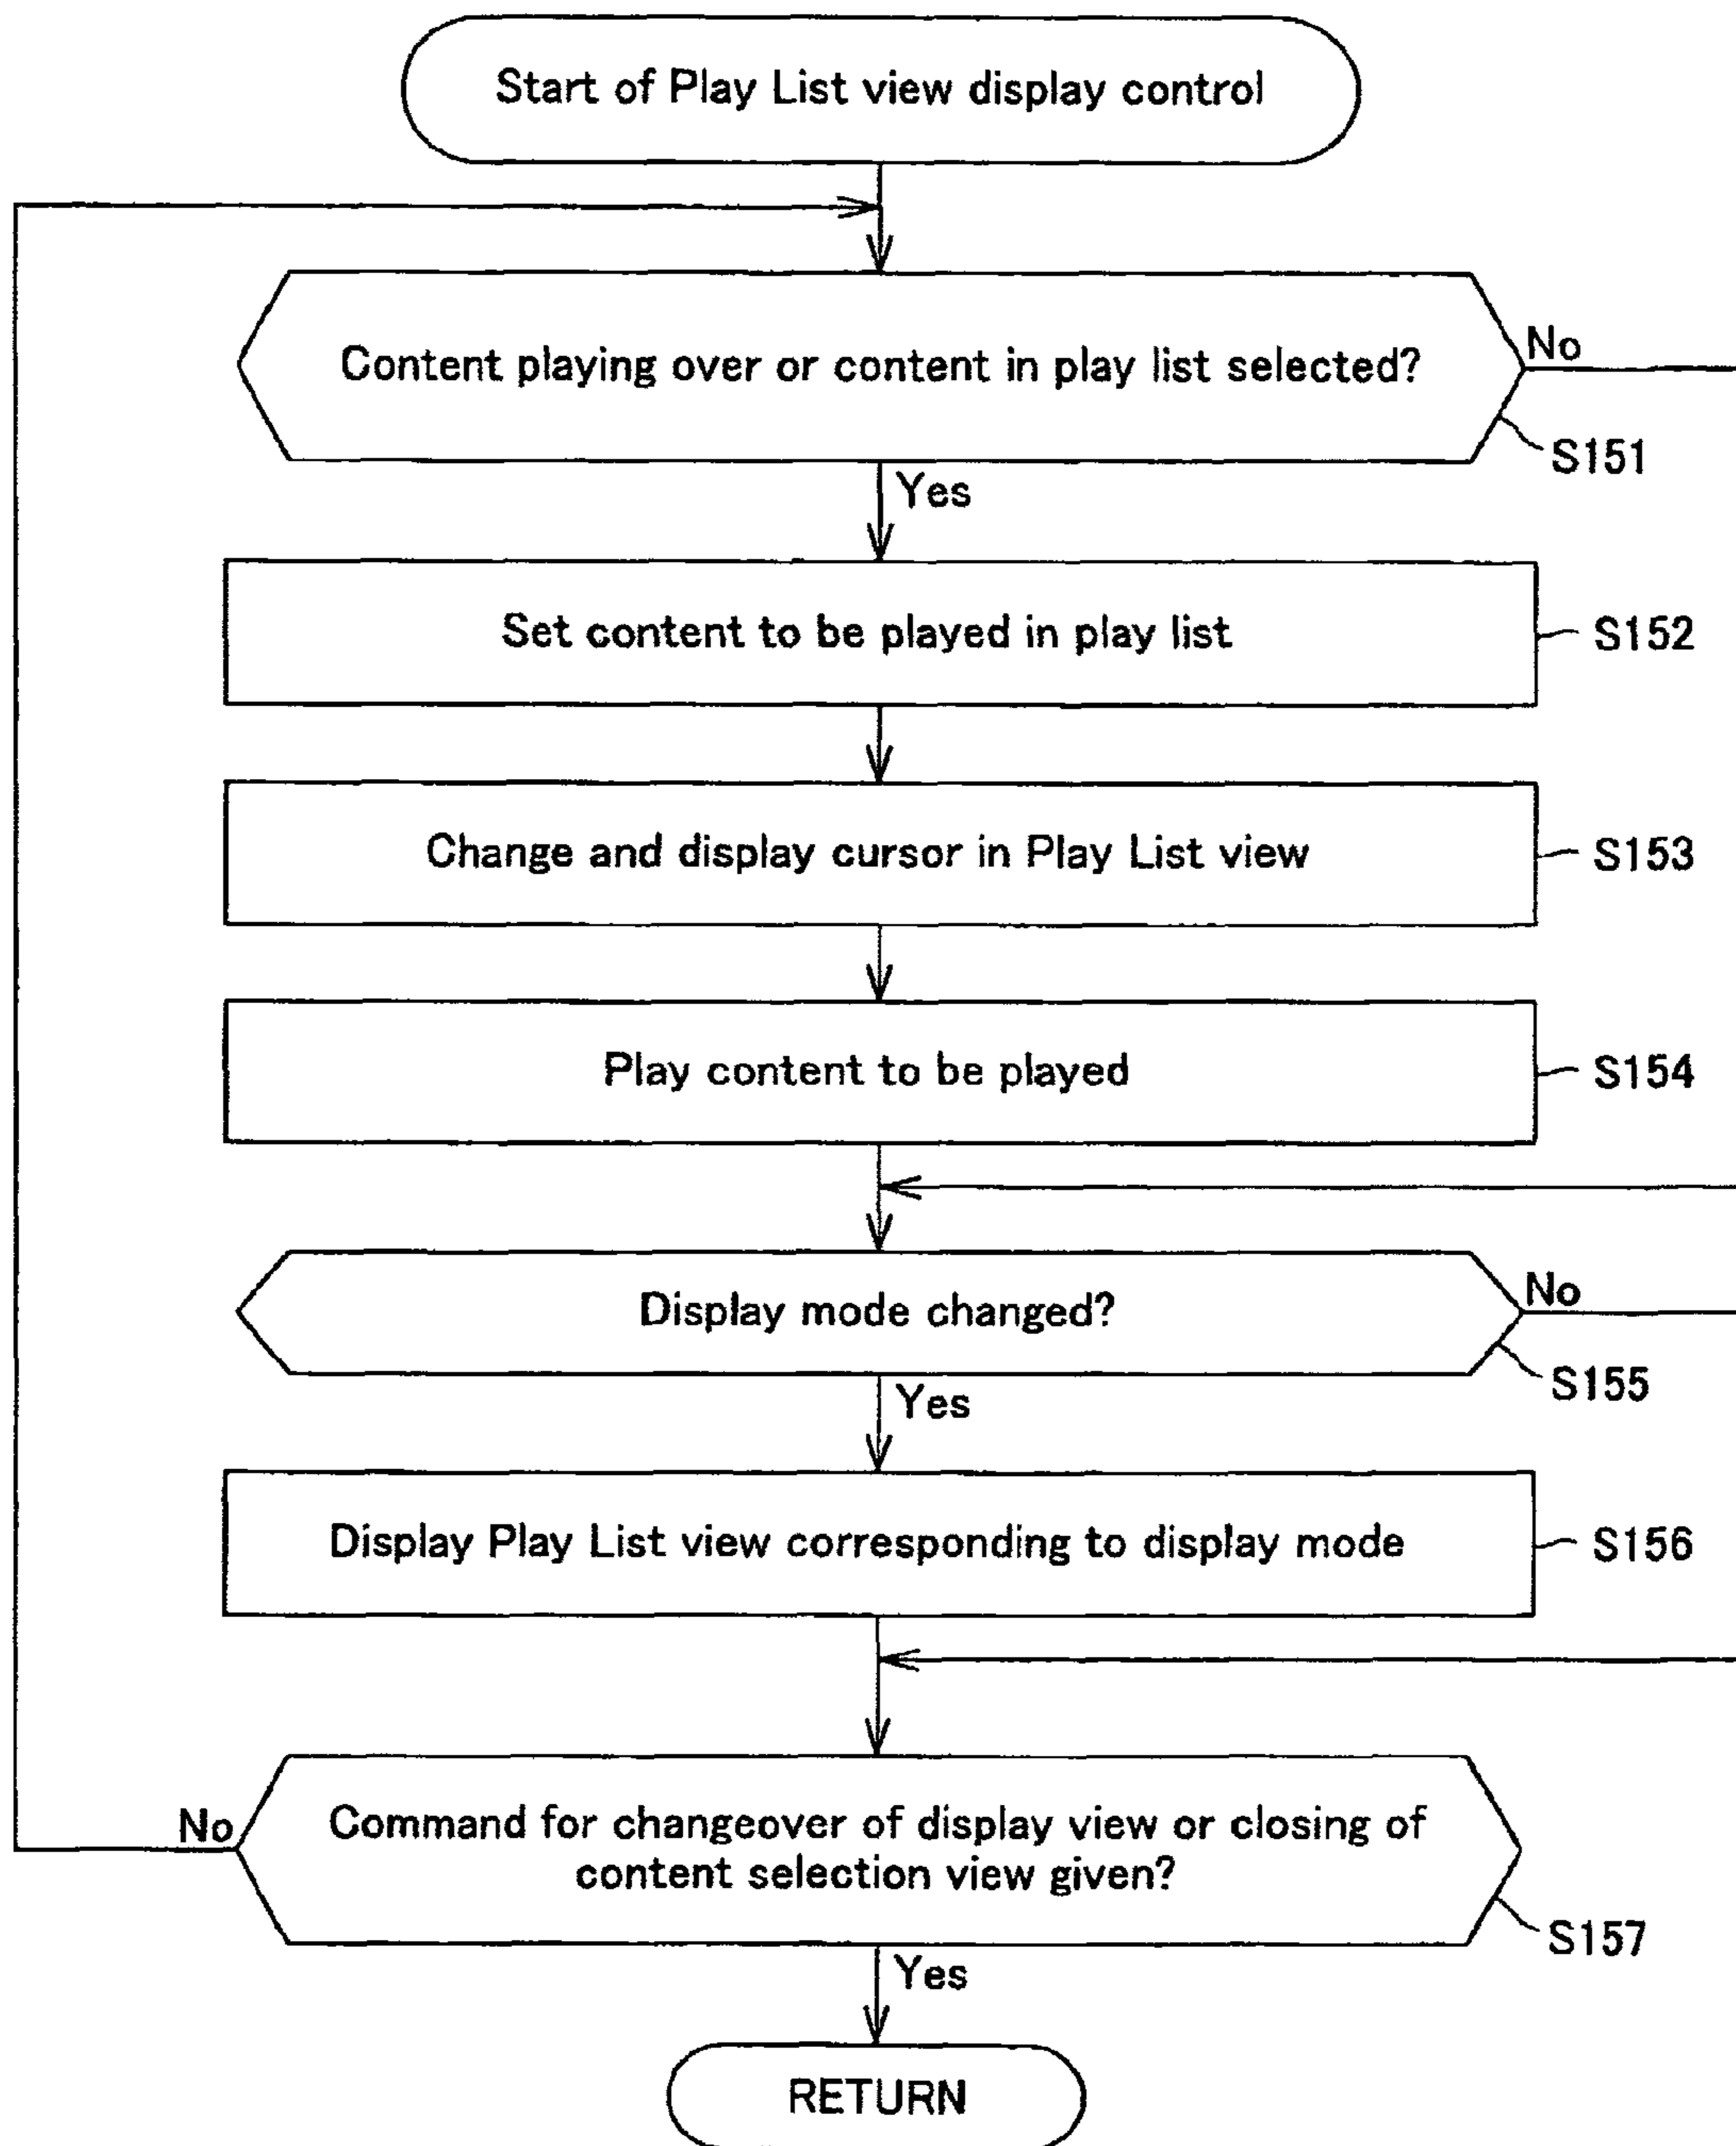 Start of Play List view display control
Content playing over or content in play list selected?
No
S151
Yes
Set content to be played in play list
S152
Change and display cursor in Play List view
S153
Play content to be played
S154
Display mode changed?
No
S155
Yes
Display Play List view corresponding to display mode
S156
No
Command for changeover of display view or closing of
content selection view given?
S157
Yes
RETURN